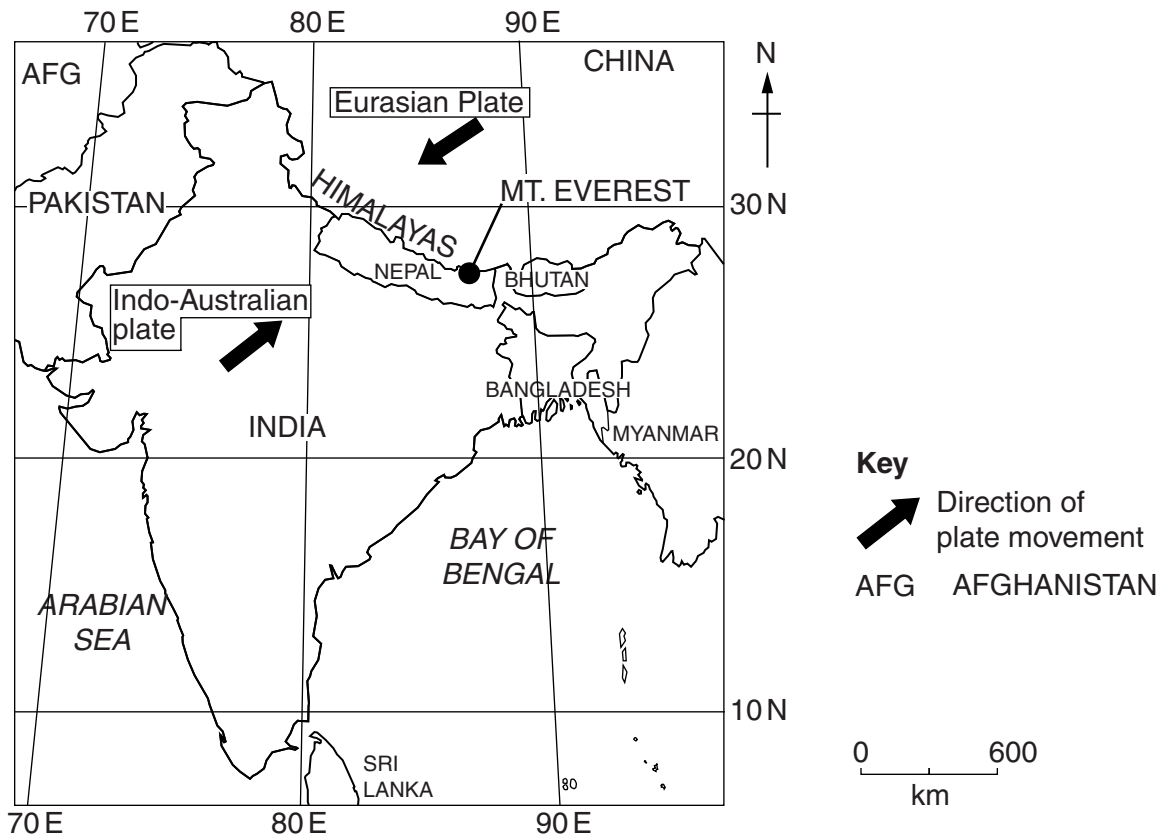 70 E 80 E 90 E
AFG
CHINA
N
Eurasian Plate
HIMALAYAS
MT. EVEREST
PAKISTAN
30 N
NEPAL
BHUTAN
Indo-Australian
plate
BANGLADESH
INDIA
MYANMAR
20 N
Key
Direction of
plate movement
AFG AFGHANISTAN
BAY OF
BENGAL
ARABIAN
SEA
10 N
SRI
LANKA
0 600
km
70 E 80 E 90 E